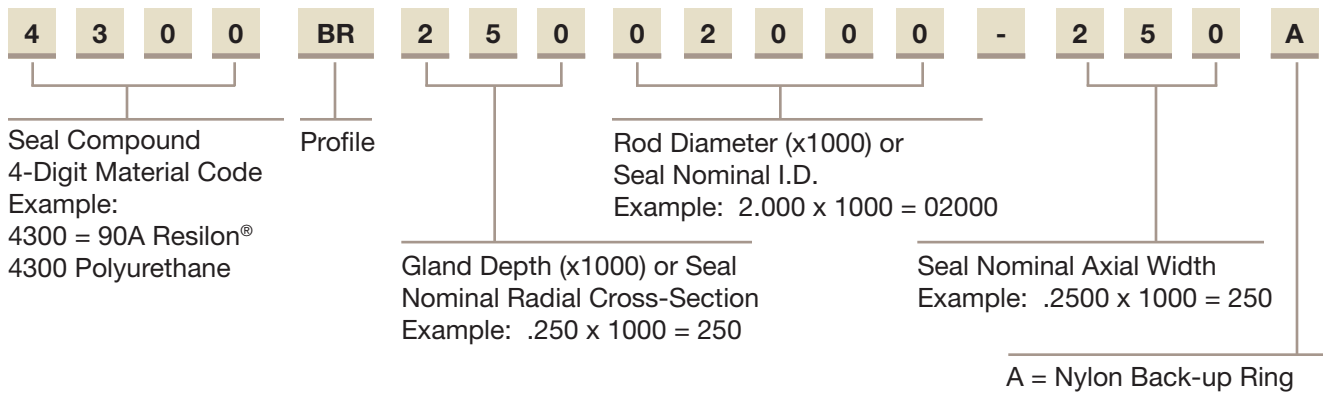 4 3 0 0 BR 2 5 0 0 2 0 0 0 - 2 5 0 A
Seal Compound
4-Digit Material Code
Example:
4300 = 90A Resilon®
4300 Polyurethane
Profile
Gland Depth (x1000) or Seal
Nominal Radial Cross-Section
Example: .250 x 1000 = 250
Rod Diameter (x1000) or
Seal Nominal I.D.
Example: 2.000 x 1000 = 02000
Seal Nominal Axial Width
Example: .2500 x 1000 = 250
A = Nylon Back-up Ring